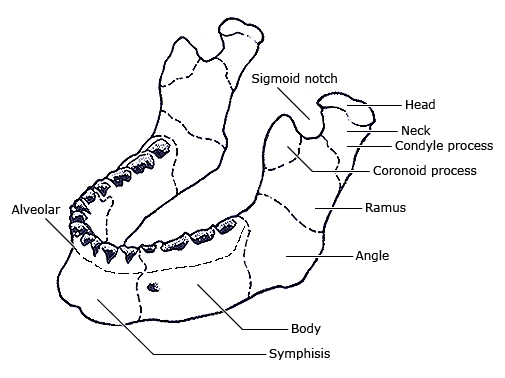 Sigmoid notch
Head
Neck
Condyle process
Coronoid process
Alveolar
Ramus
Angle
Body
Symphisis